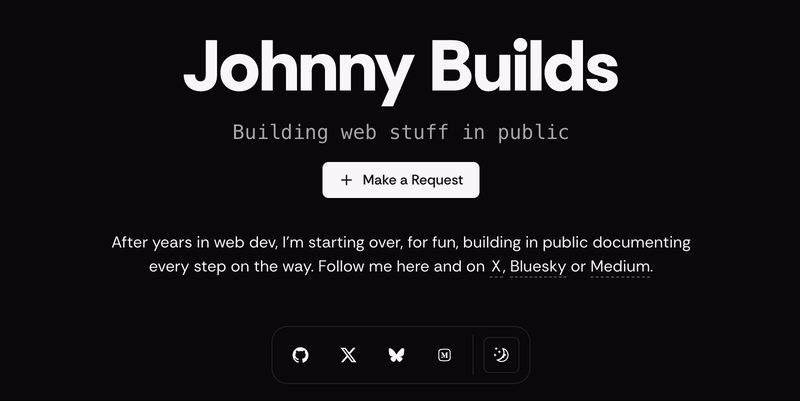 Johnny Builds
Building web stuff in public
+ Make a Request
After years in web dev, I'm starting over, for fun, building in public documenting
every step on the way. Follow me here and on X, Bluesky or Medium.